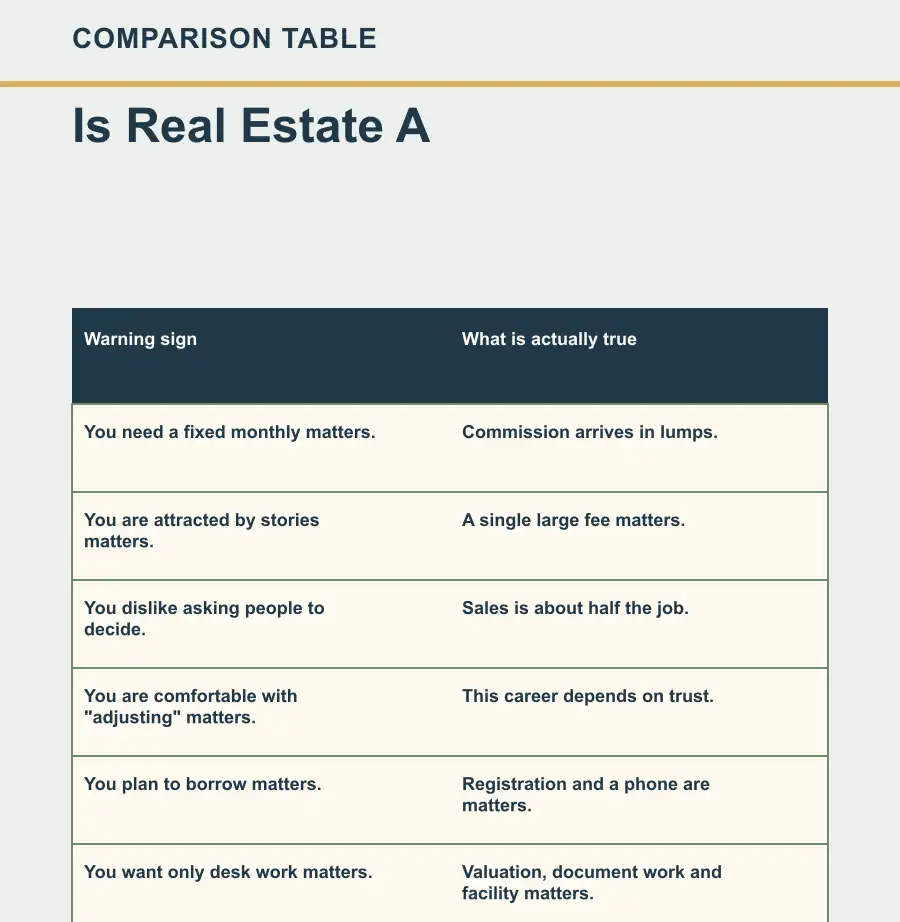 COMPARISON TABLE
Is Real Estate A
Warning sign
What is actually true
You need a fixed monthly matters.
Commission arrives in lumps.
You are attracted by stories
matters.
A single large fee matters.
You dislike asking people to
decide.
Sales is about half the job.
You are comfortable with
"adjusting" matters.
This career depends on trust.
You plan to borrow matters.
Registration and a phone are
matters.
You want only desk work matters.
Valuation, document work and
facility matters.